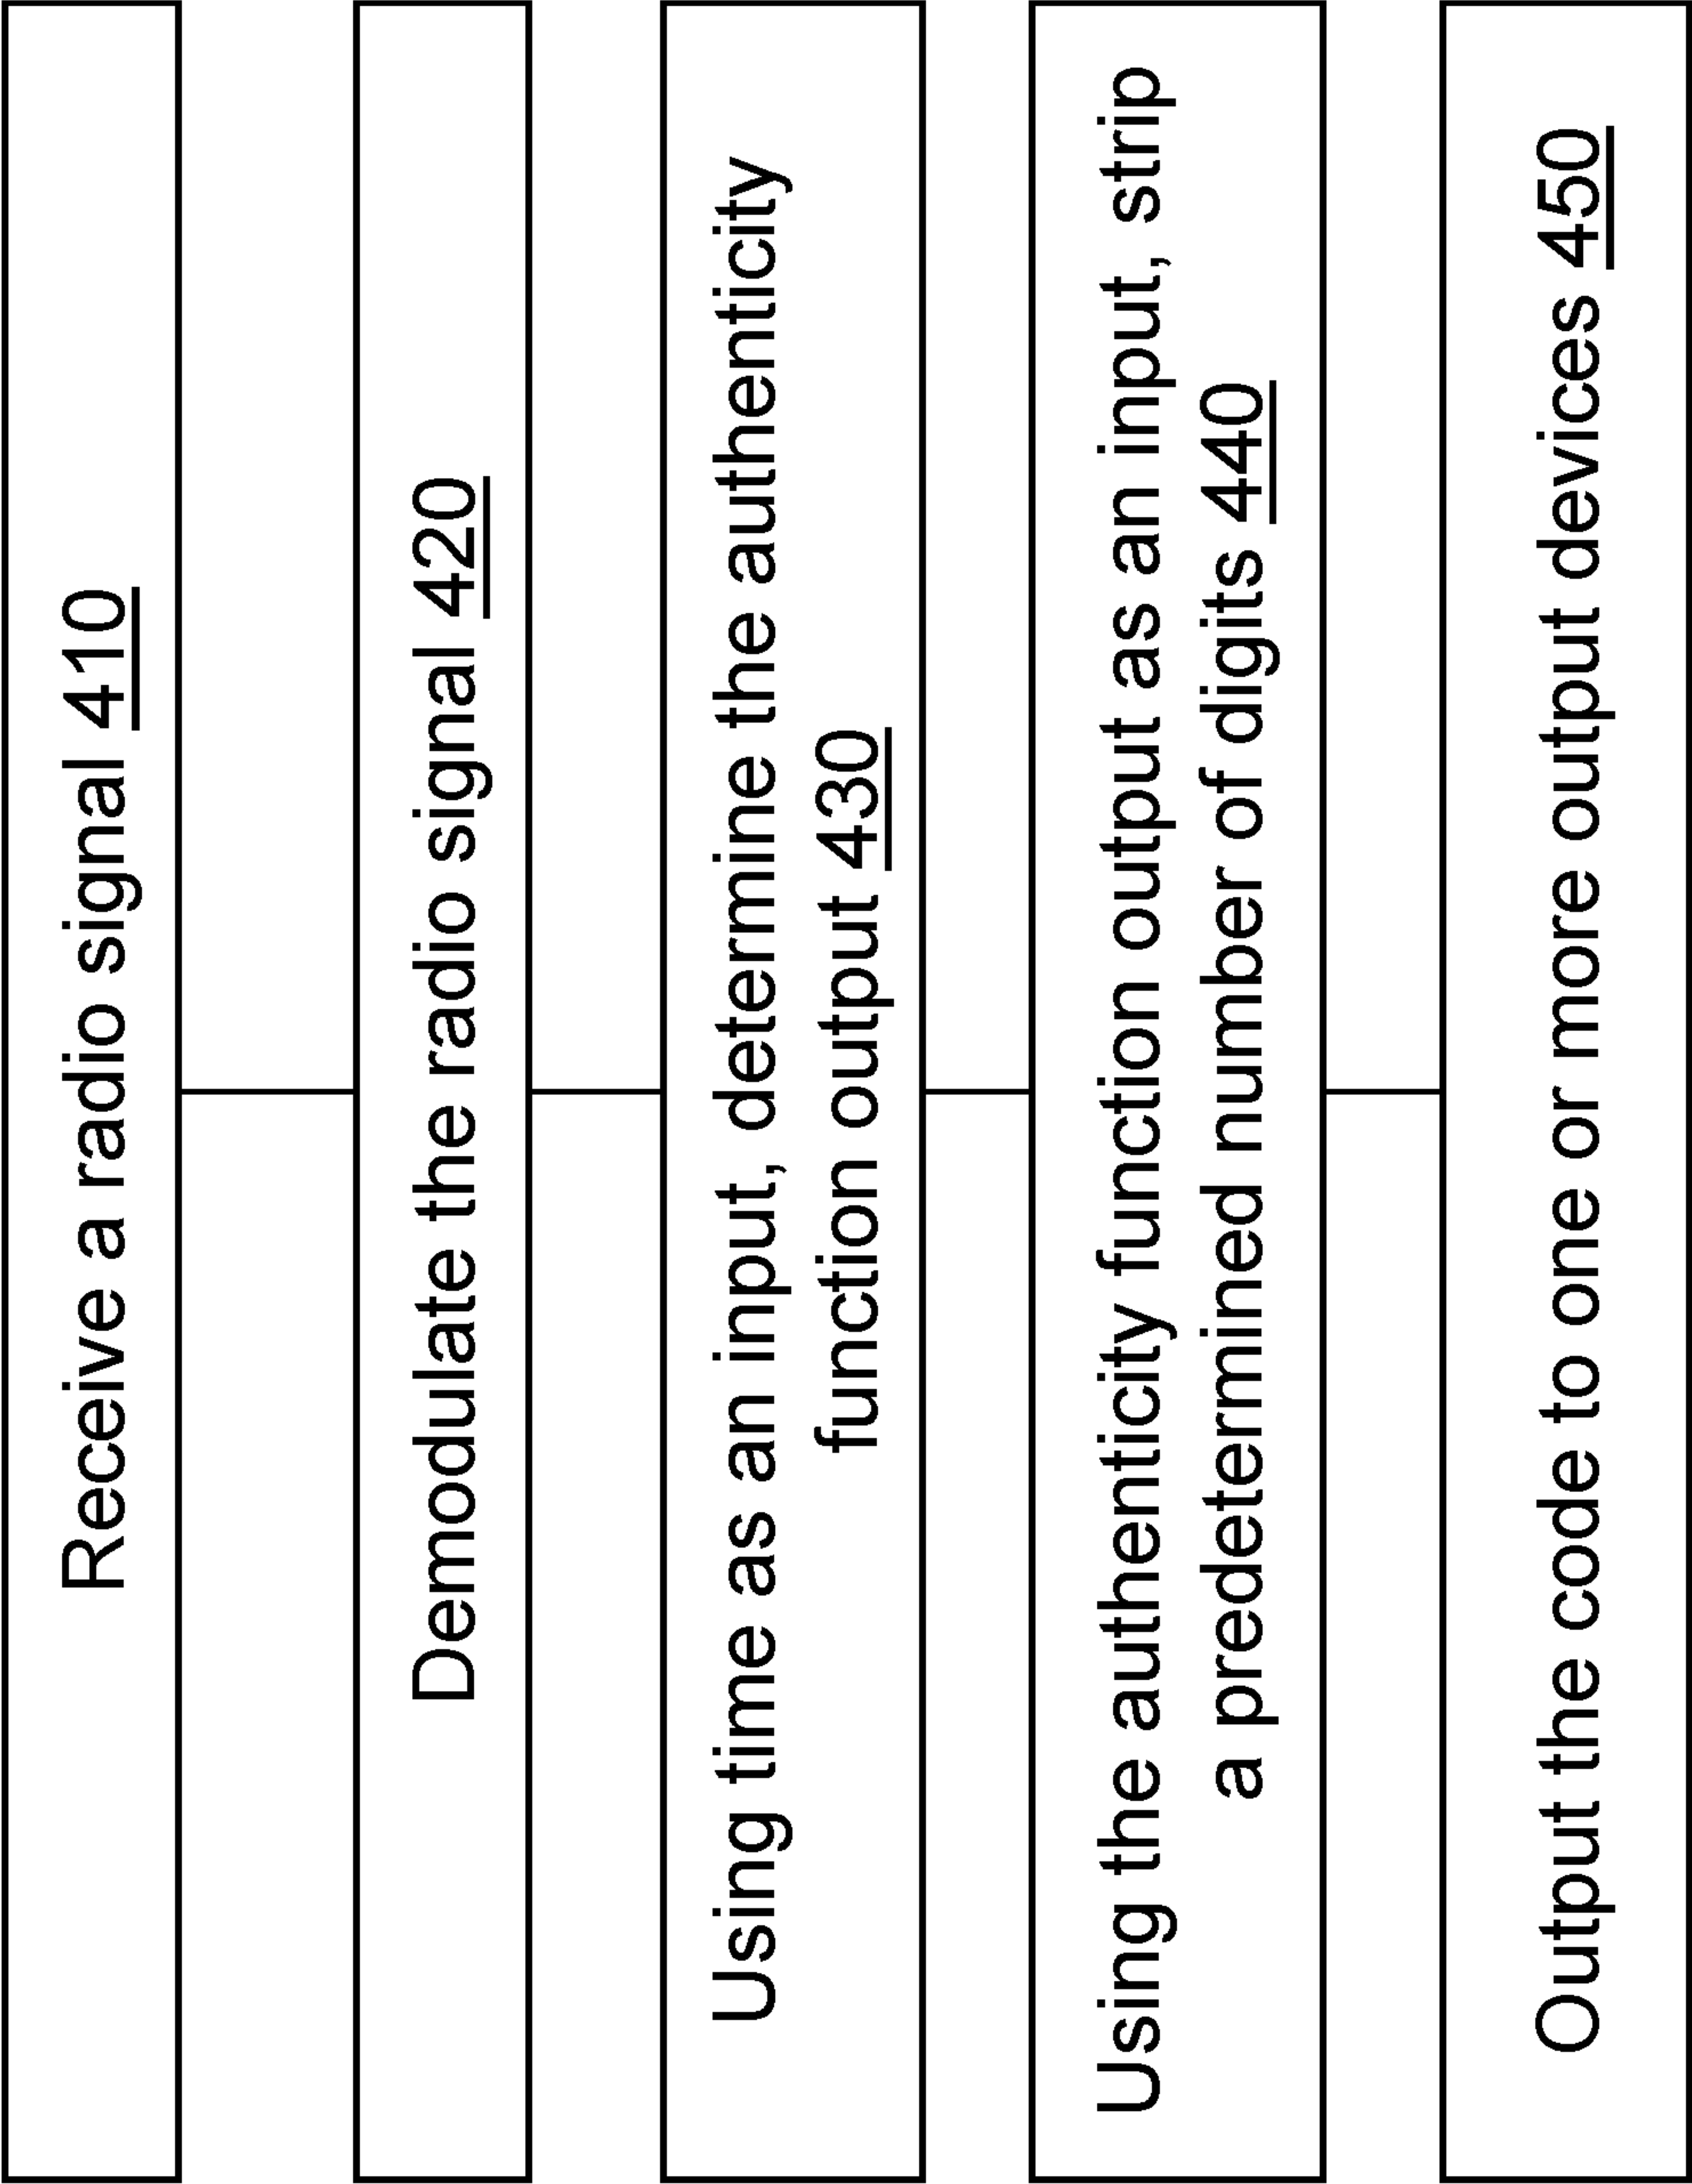 Receive a radio signal 410
Demodulate the radio signal 420
Using time as an input, determine the authenticity
function output 430
Using the authenticity function output as an input, strip
a predetermined number of digits 440
Output the code to one or more output devices 450